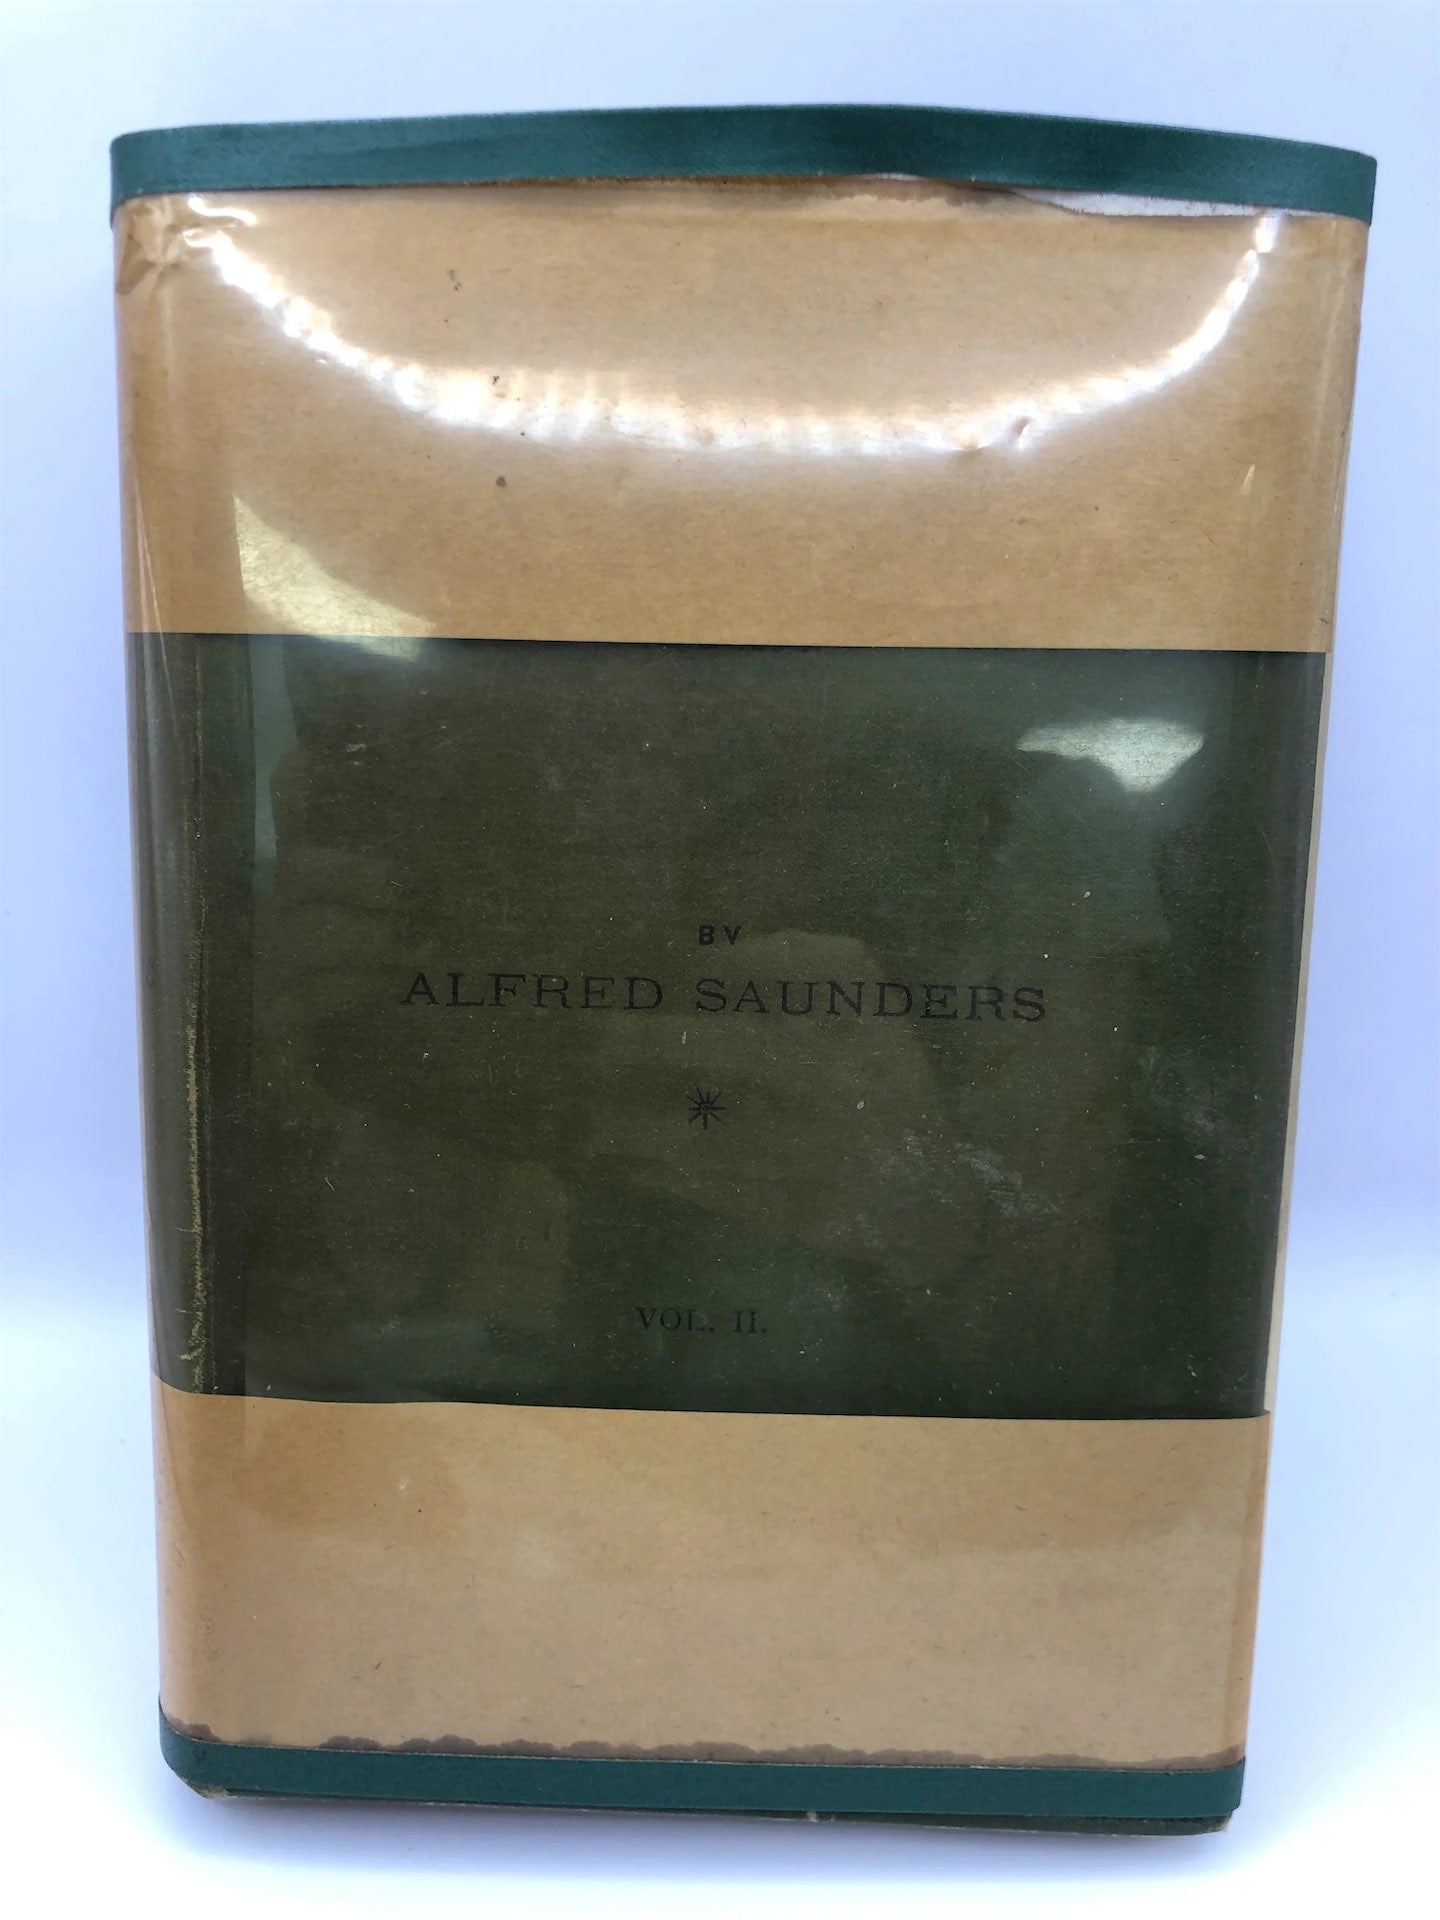 BY
ALFRED SAUNDERS
VOL. II.